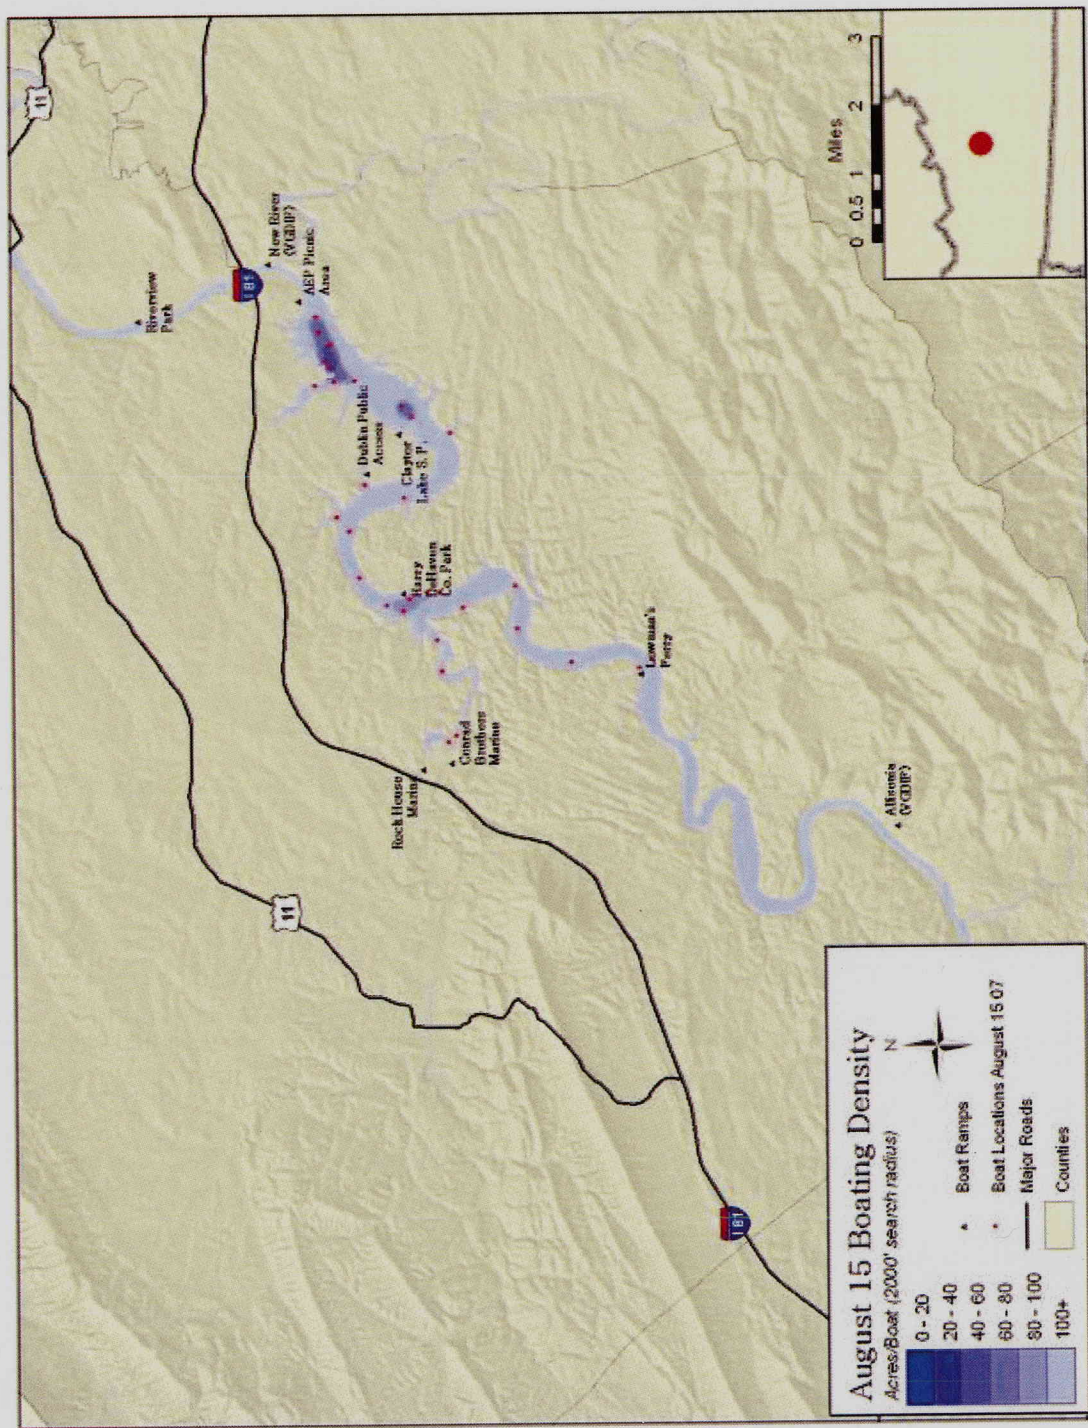 11
81
Riverview
Park
New River
(VGDIF)
AEP Picnic
Area
Dublin Public
Access
Claytor
Lake S. P.
Harry
DeHaven
Co. Park
Lowman's
Ferry
Conrad
Brothers
Marine
Rock House
Marina
Allisonia
(VGDIF)
11
81
Miles
0 0.5 1 2 3
August 15 Boating Density
Acres/Boat (2000' search radius)
N
0 - 20
20 - 40
40 - 60
60 - 80
80 - 100
100+
Boat Ramps
Boat Locations August 15 07
Major Roads
Counties